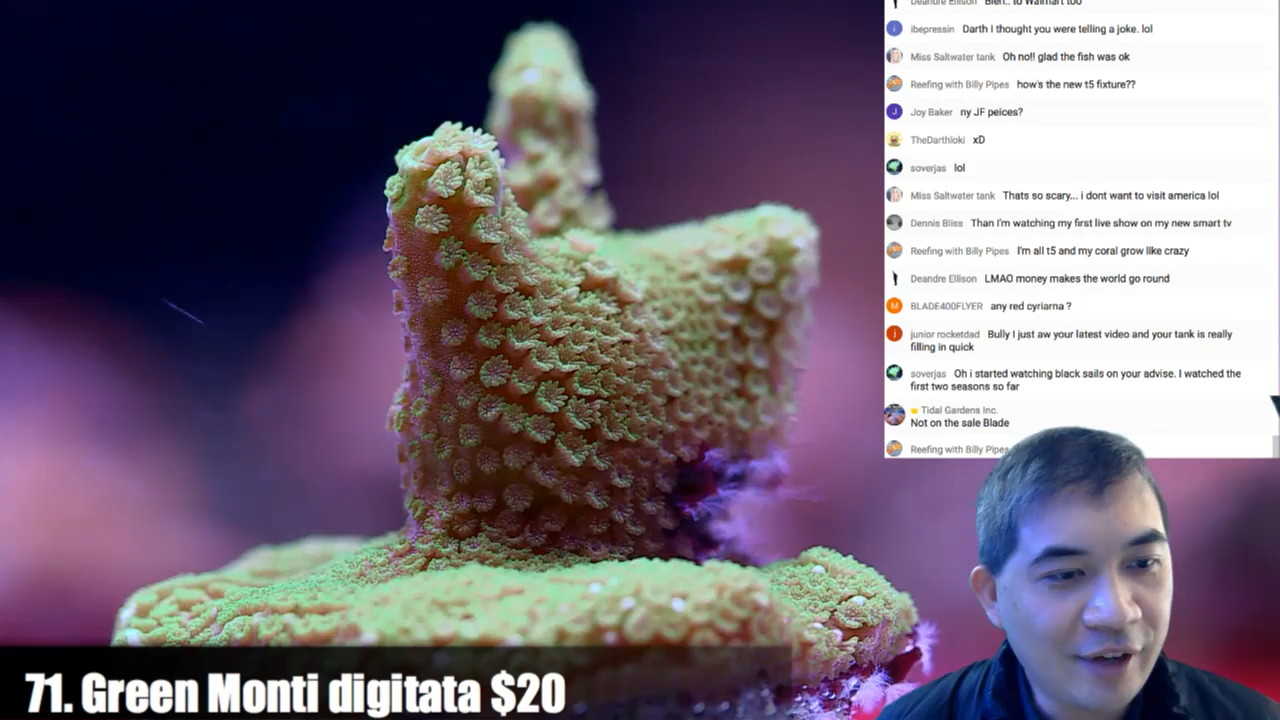 Deandre Ellison Blen.. to Walmart too
ibepressin Darth I thought you were telling a joke. lol
Miss Saltwater tank Oh no!! glad the fish was ok
Reefing with Billy Pipes how's the new t5 fixture??
J Joy Baker ny JF peices?
TheDarthloki xD
soverjas lol
Miss Saltwater tank Thats so scary... i dont want to visit america lol
Dennis Bliss Than I'm watching my first live show on my new smart tv
Reefing with Billy Pipes I'm all t5 and my coral grow like crazy
Deandre Ellison LMAO money makes the world go round
M BLADE400FLYER any red cyriarna ?
j junior rocketdad Bully I just aw your latest video and your tank is really
filling in quick
soverjas Oh i started watching black sails on your advise. I watched the
first two seasons so far
Tidal Gardens Inc.
Not on the sale Blade
Reefing with Billy Pipes
71. Green Monti digitata $20